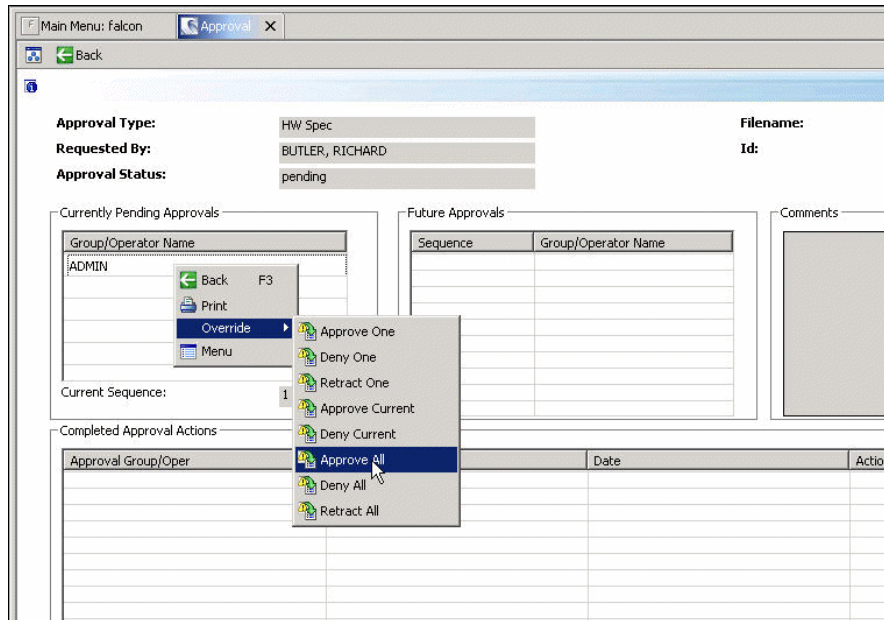 Main Menu: falcon
Approval
Back
Approval Type:
HW Spec
Filename:
Requested By:
BUTLER, RICHARD
Id:
Approval Status:
pending
Currently Pending Approvals
Group/Operator Name
ADMIN
Future Approvals
Sequence
Group/Operator Name
Comments
Back F3
Print
Override
Menu
Approve One
Deny One
Retract One
Approve Current
Deny Current
Approve All
Deny All
Retract All
Current Sequence:
1
Completed Approval Actions
Approval Group/Oper
Date
Actio